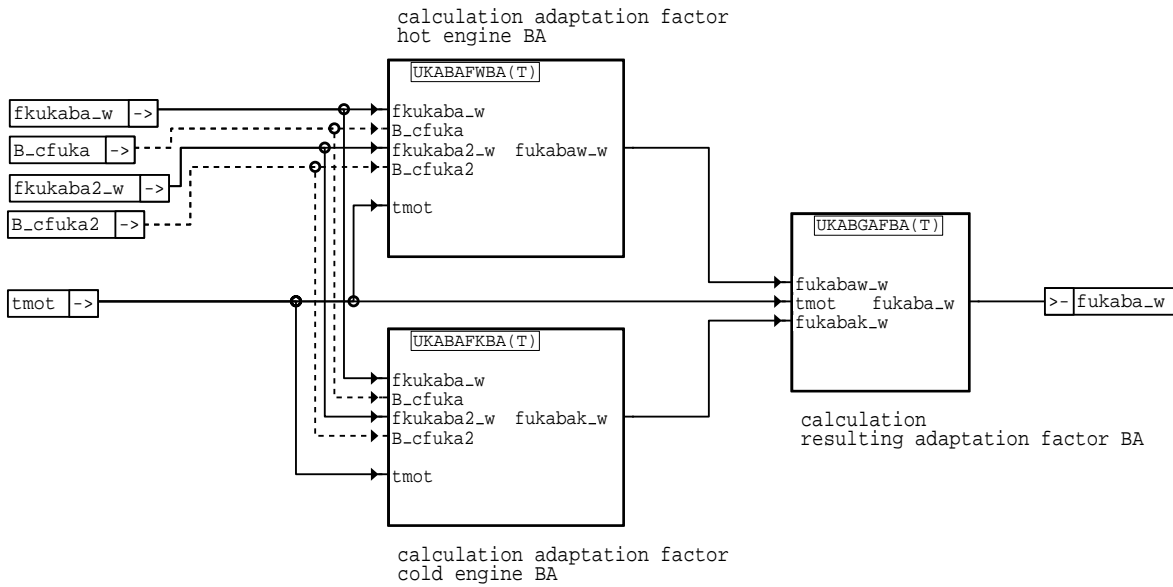 calculation adaptation factor
hot engine BA
UKABAFWBA(T)
fkukaba_w ->
B_cfuka ->
fkukaba2_w ->
B_cfuka2 ->
fkukaba_w
B_cfuka
fkukaba2_w fukabaw_w
B_cfuka2
tmot
tmot ->
UKABGAFBA(T)
fukabaw_w
tmot fukaba_w
fukabak_w
>- fukaba_w
UKABAFKBA(T)
fkukaba_w
B_cfuka
fkukaba2_w fukabak_w
B_cfuka2
tmot
calculation
resulting adaptation factor BA
calculation adaptation factor
cold engine BA